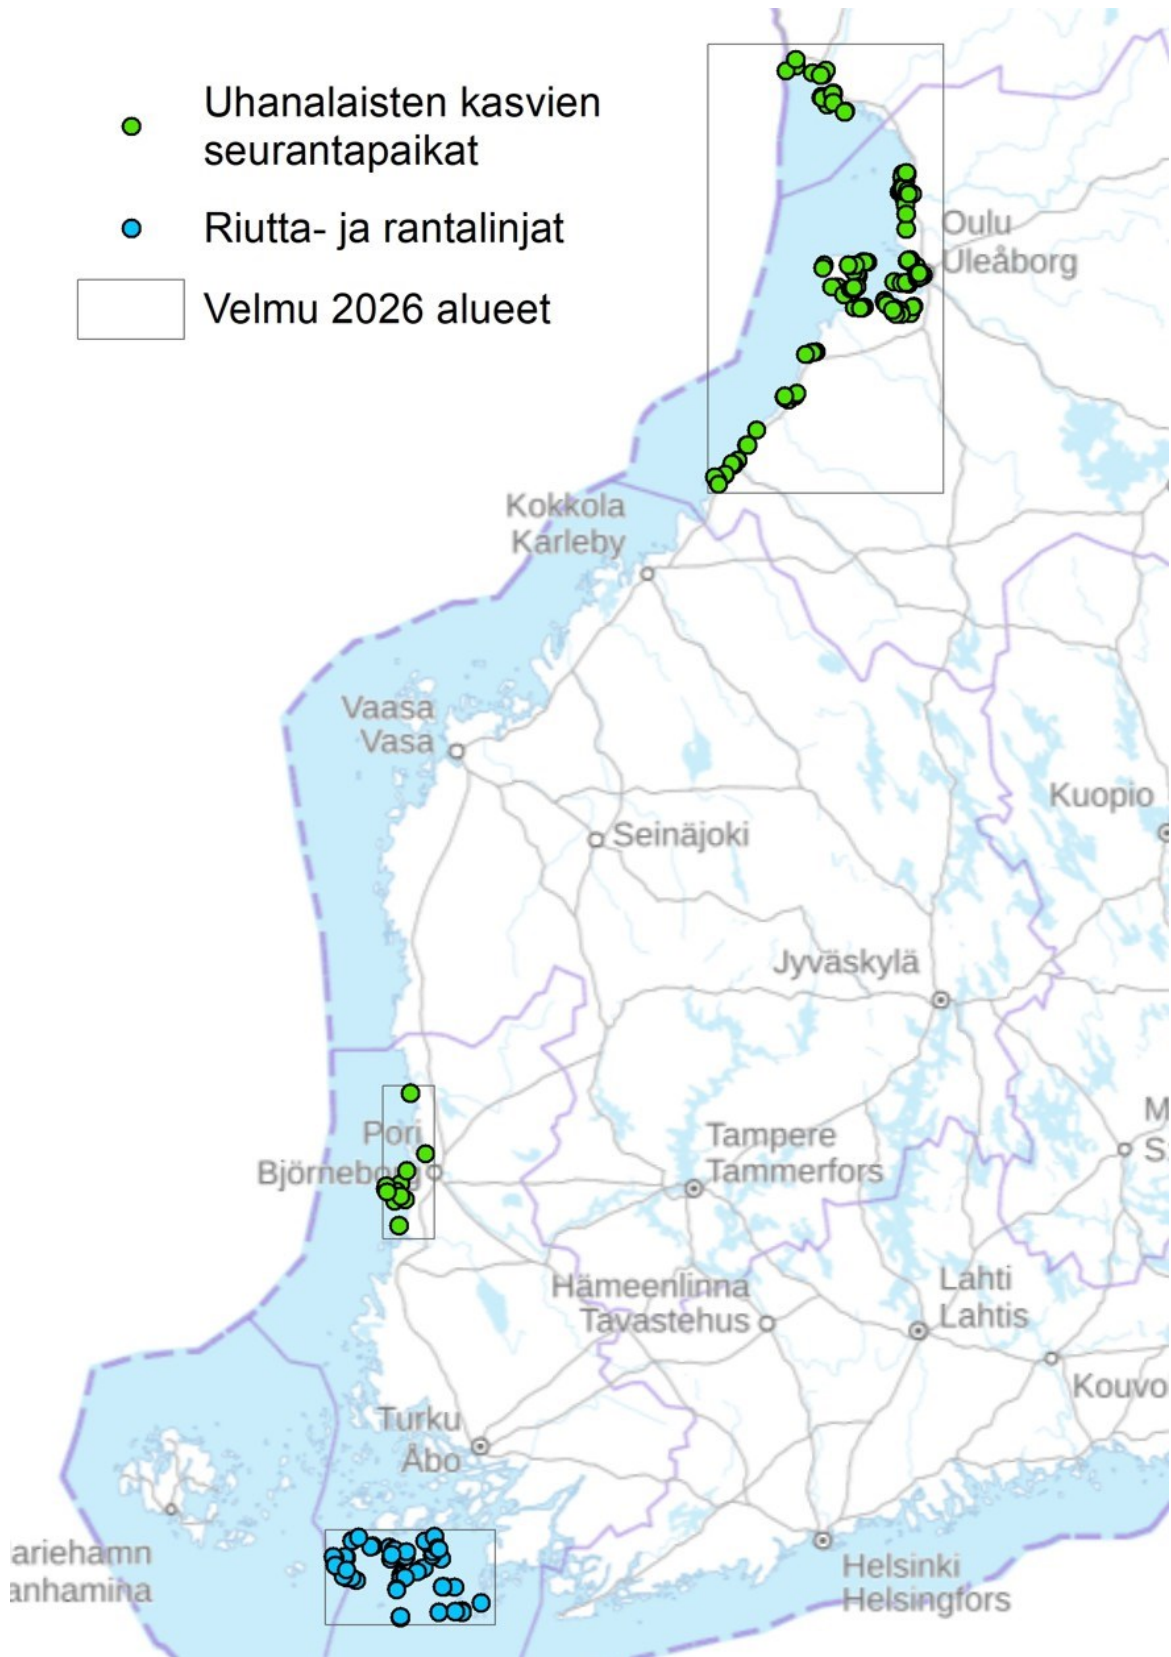 Uhanalaisten kasvien
seurantapaikat
Riutta- ja rantalinjat
Velmu 2026 alueet
Oulu
Uleåborg
Kokkola
Karleby
Vaasa
Vasa
Kuopio
Seinäjoki
Jyväskylä
Pori
Björneborg
Tampere
Tammerfors
M
S
Hämeenlinna
Tavastehus
Lahti
Lahtis
Kouvo
Turku
Åbo
ariehamn
anhamina
Helsinki
Helsingfors